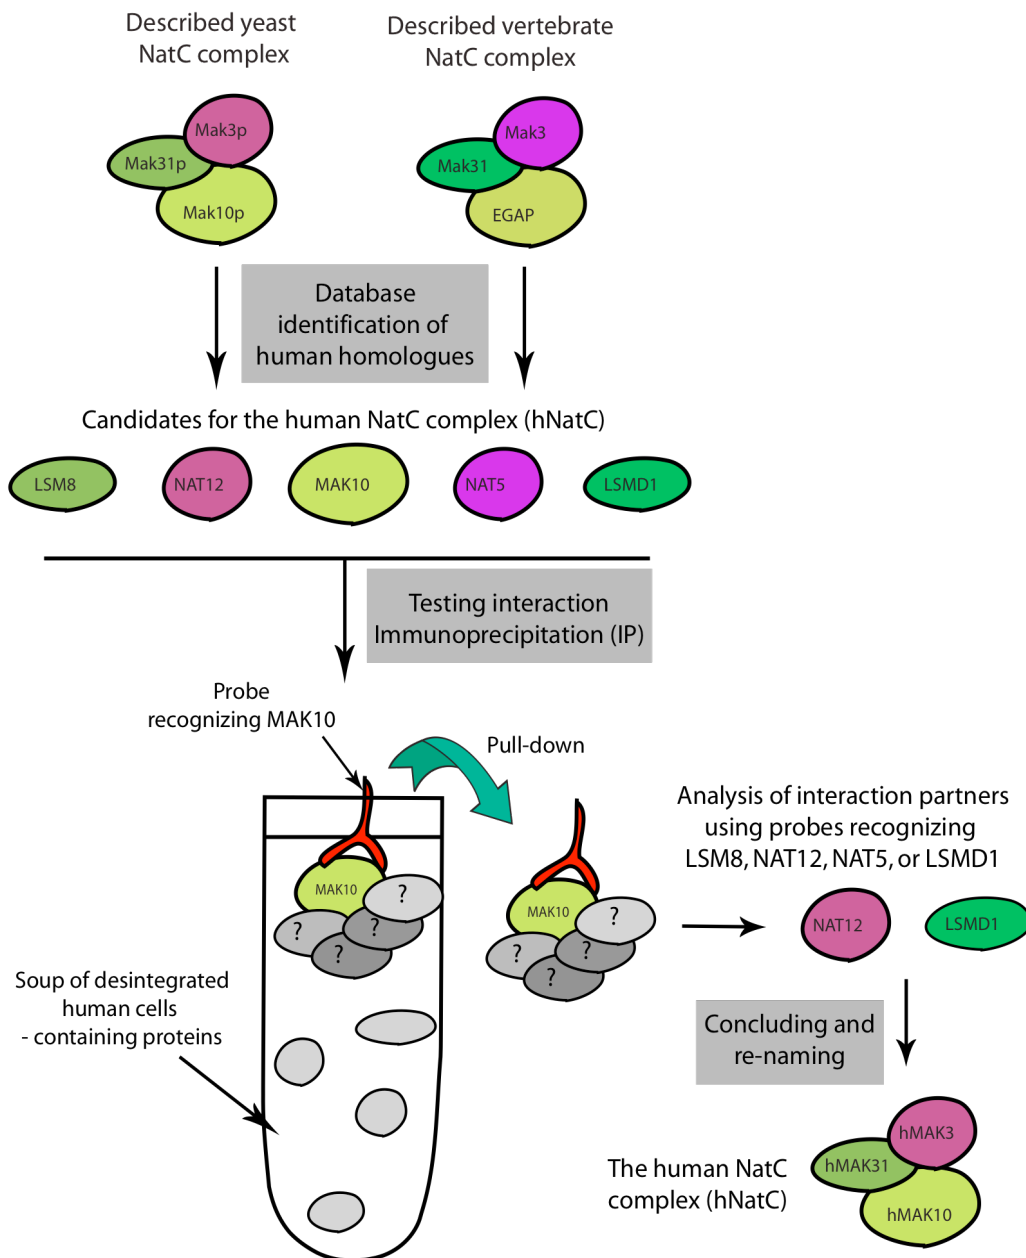 Described yeast
NatC complex
Described vertebrate
NatC complex
Mak3p
Mak31p
Mak10p
Mak3
Mak31
EGAP
Database
identification of
human homologues
Candidates for the human NatC complex (hNatC)
LSM8
NAT12
MAK10
NAT5
LSMD1
Testing interaction
Immunoprecipitation (IP)
Probe
recognizing MAK10
Pull-down
MAK10
?
?
?
?
MAK10
?
?
?
?
Analysis of interaction partners
using probes recognizing
LSM8, NAT12, NAT5, or LSMD1
NAT12
LSMD1
Soup of desintegrated
human cells
- containing proteins
Concluding and
re-naming
The human NatC
complex (hNatC)
hMAK3
hMAK31
hMAK10